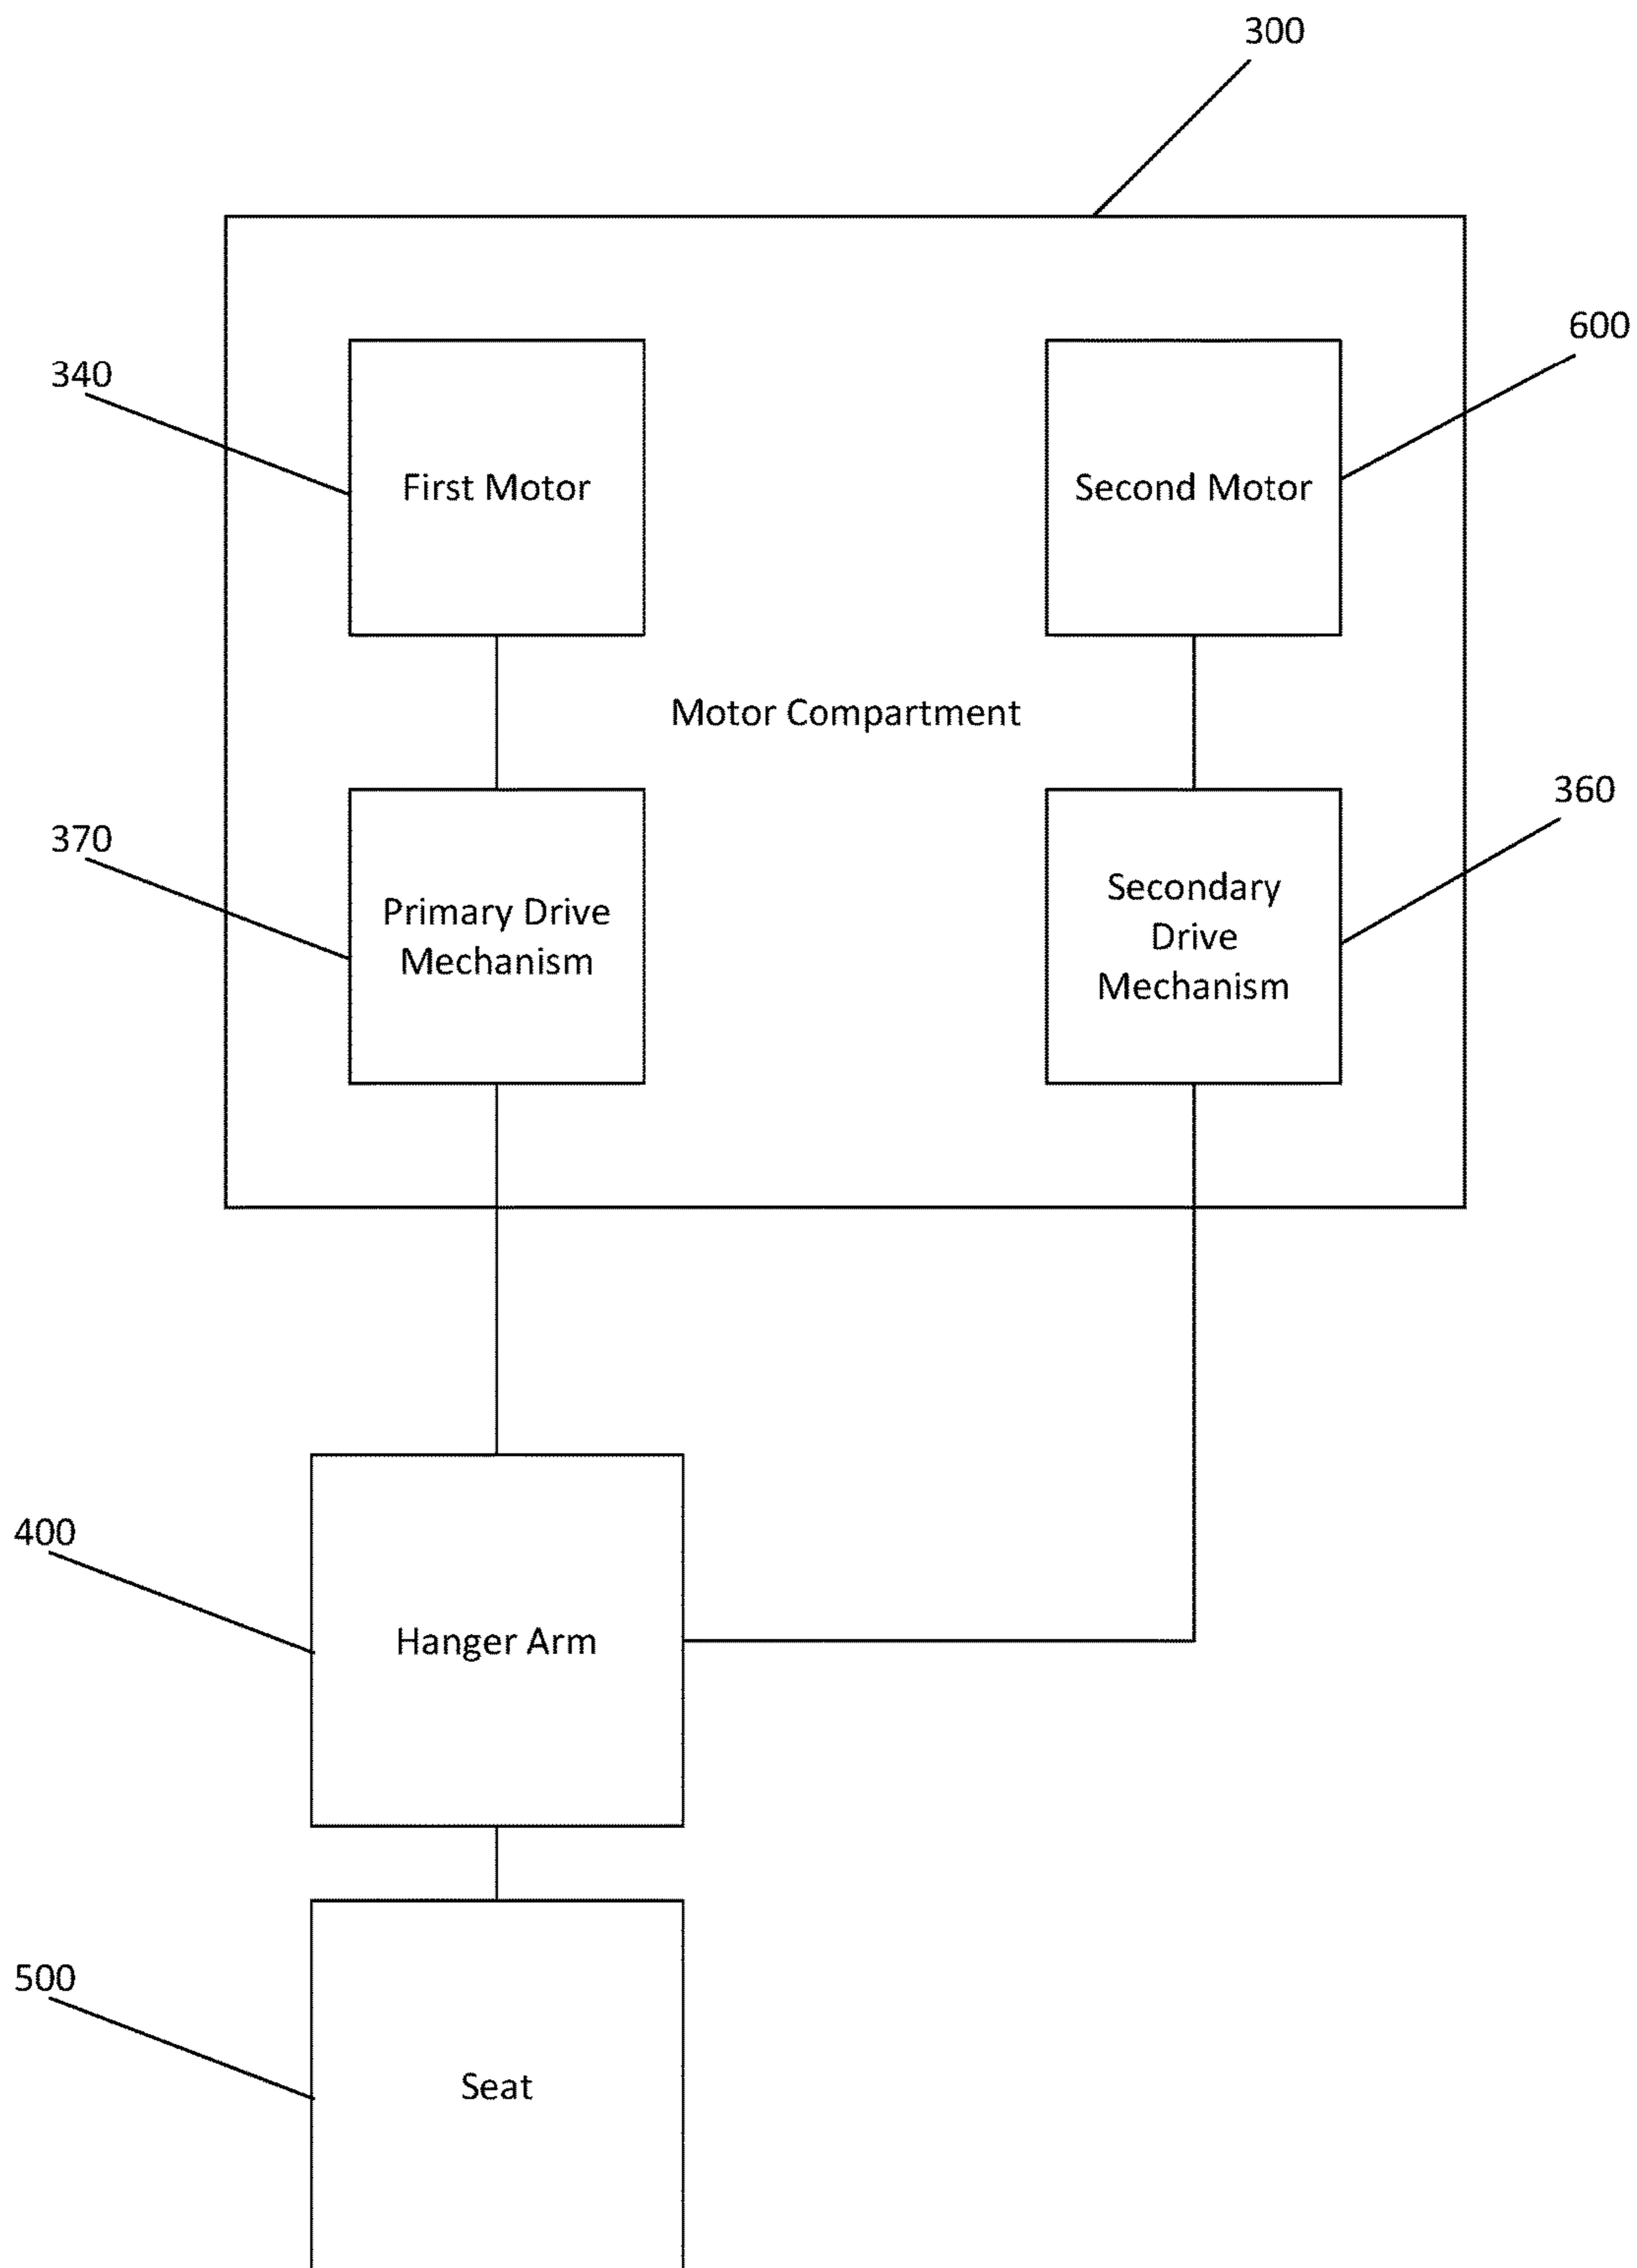 300
600
340
First Motor
Second Motor
Motor Compartment
360
370
Primary Drive
Mechanism
Secondary
Drive
Mechanism
400
Hanger Arm
500
Seat